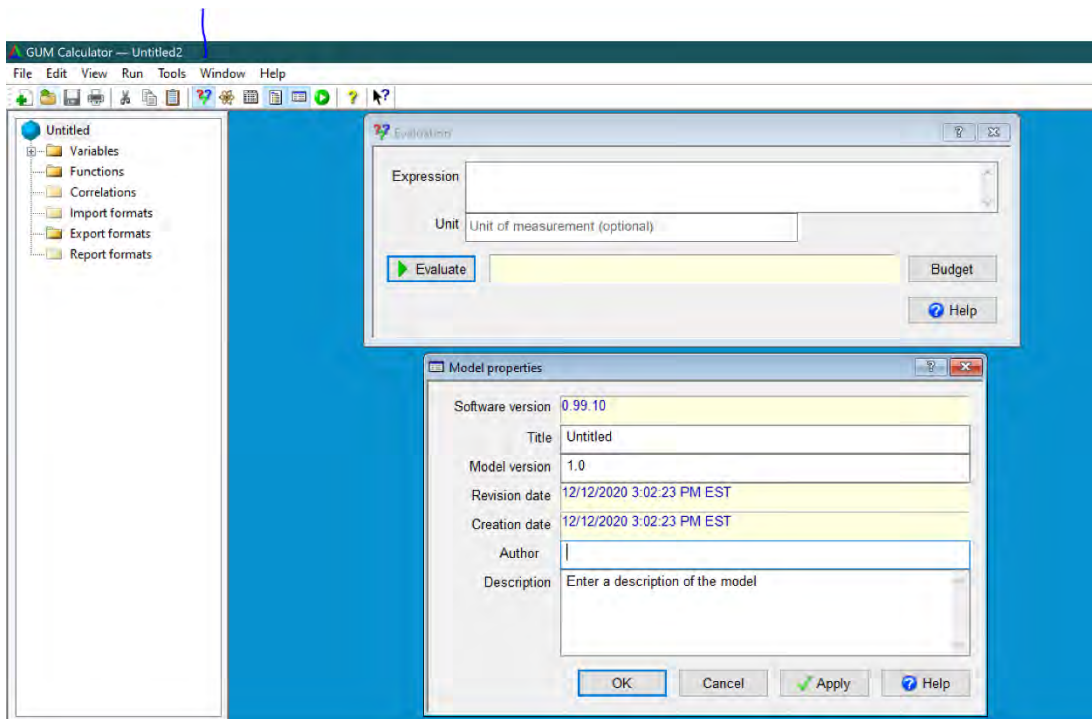 GUM Calculator — Untitled2
File Edit View Run Tools Window Help
Untitled
Variables
Functions
Correlations
Import formats
Export formats
Report formats
Evaluation
Expression
Unit Unit of measurement (optional)
Evaluate Budget
Help
Model properties
Software version 0.99.10
Title Untitled
Model version 1.0
Revision date 12/12/2020 3:02:23 PM EST
Creation date 12/12/2020 3:02:23 PM EST
Author
Description Enter a description of the model
OK Cancel Apply Help